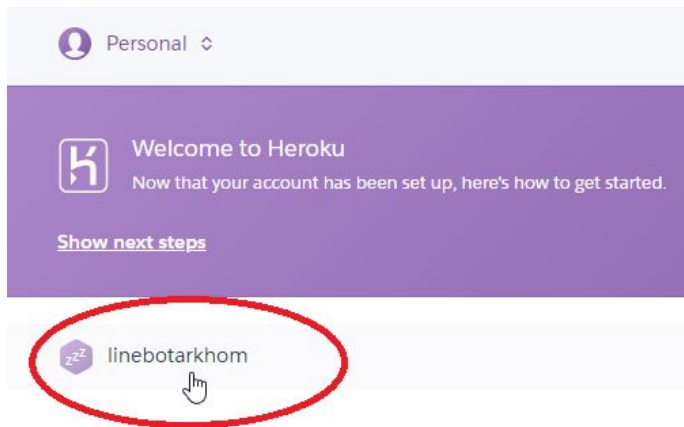 Personal
Welcome to Heroku
Now that your account has been set up, here's how to get started.
Show next steps
zzz linebotarkhom